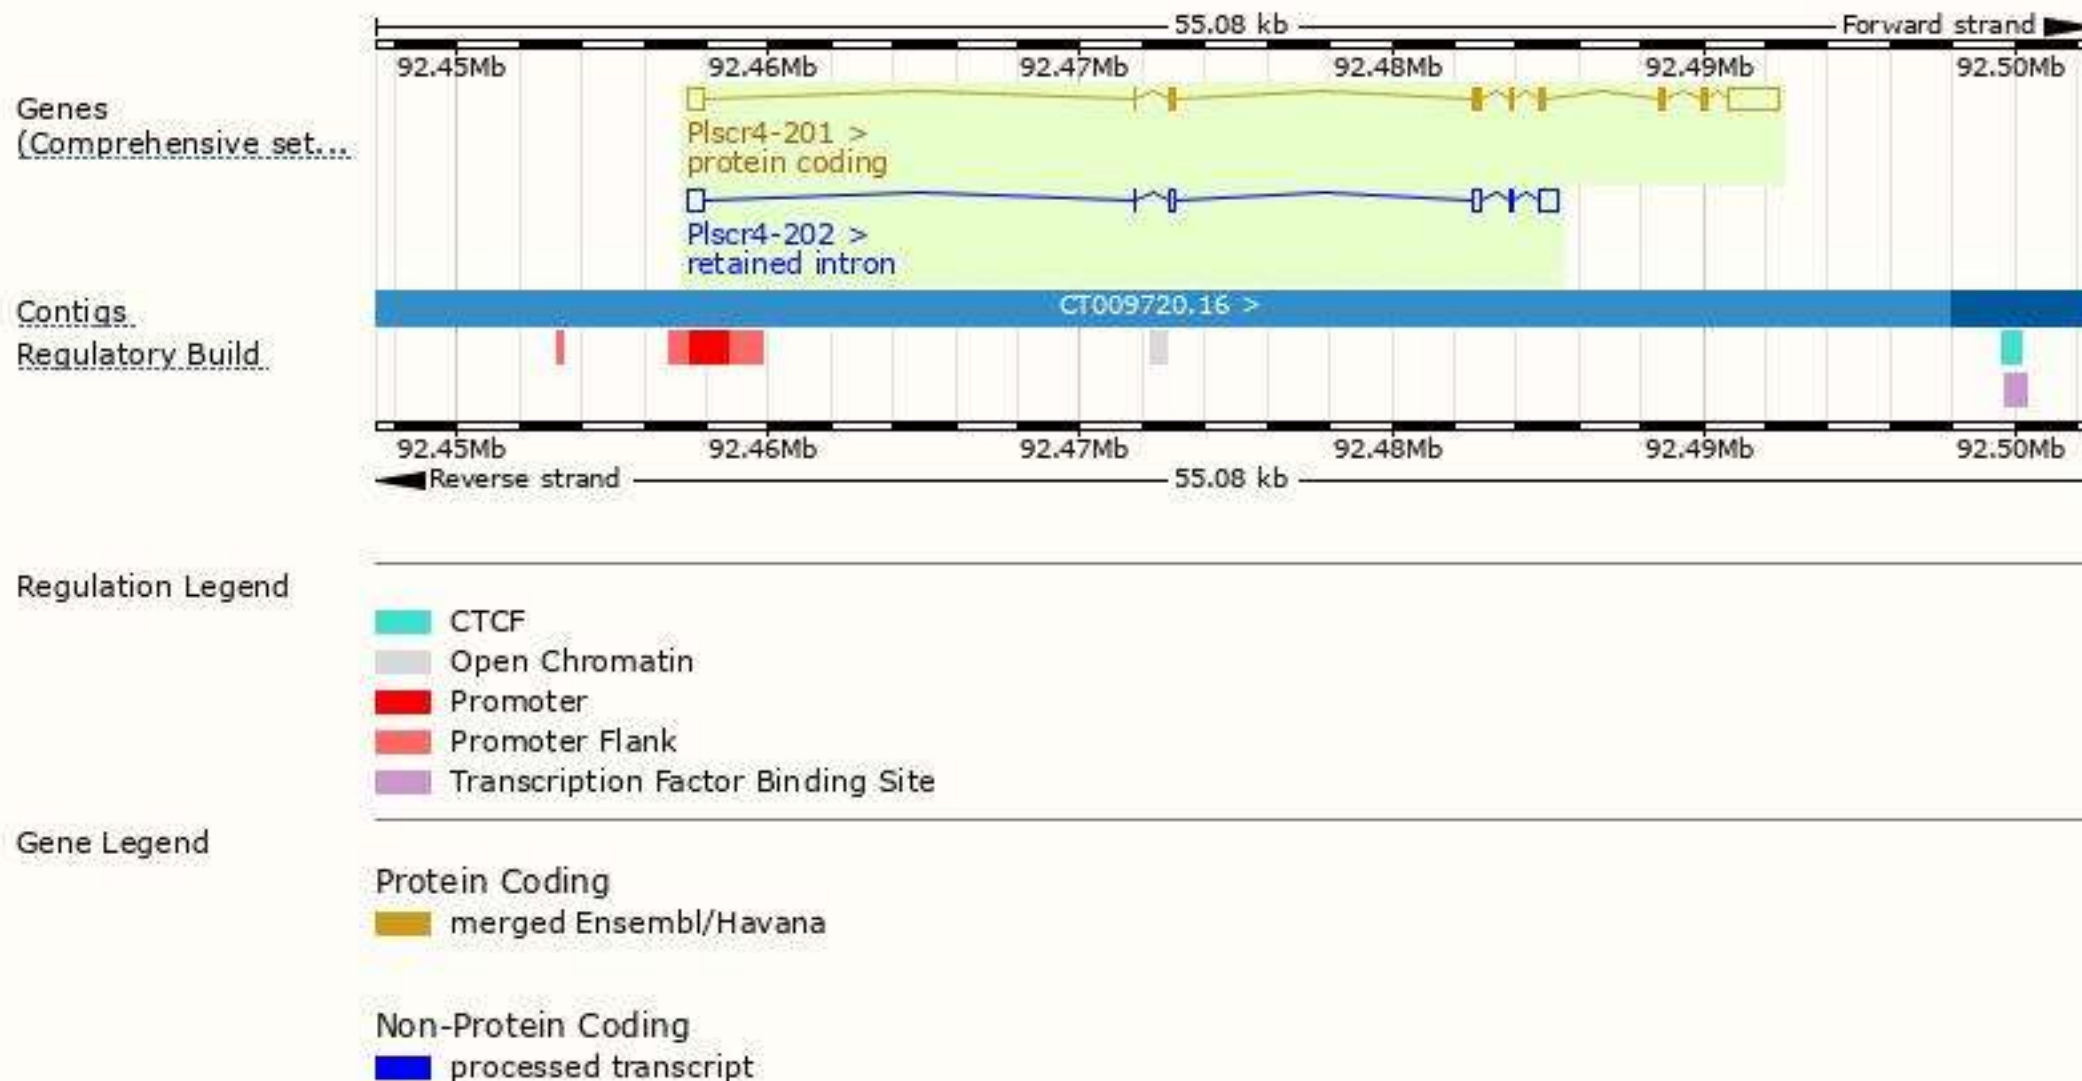 55.08 kb Forward strand
92.45Mb 92.46Mb 92.47Mb 92.48Mb 92.49Mb 92.50Mb
Genes
(Comprehensive set...
Plscr4-201 >
protein coding
Plscr4-202 >
retained intron
Contigs
CT009720.16 >
Regulatory Build
92.45Mb 92.46Mb 92.47Mb 92.48Mb 92.49Mb 92.50Mb
Reverse strand 55.08 kb
Regulation Legend
CTCF
Open Chromatin
Promoter
Promoter Flank
Transcription Factor Binding Site
Gene Legend
Protein Coding
merged Ensembl/Havana
Non-Protein Coding
processed transcript